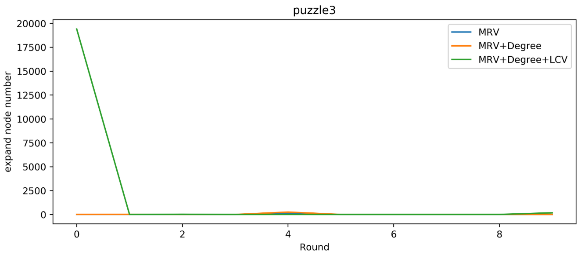 puzzle3
expand node number
20000
17500
15000
12500
10000
7500
5000
2500
0
MRV
MRV+Degree
MRV+Degree+LCV
0 2 4 6 8
Round